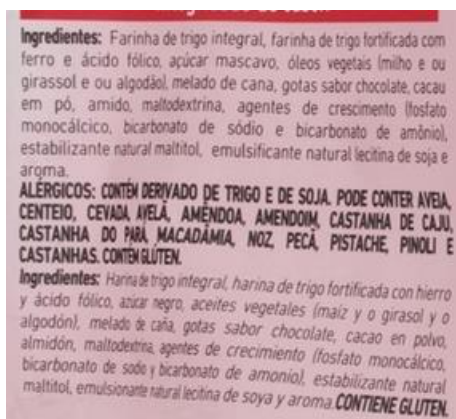 Ingredientes: Farinha de trigo integral, farinha de trigo fortificada com
ferro e ácido fólico, açúcar mascavo, óleos vegetais (milho e ou
girassol e ou algodão), melado de cana, gotas sabor chocolate, cacau
em pó, amido, maltodextrina, agentes de crescimento (fosfato
monocálcico, bicarbonato de sódio e bicarbonato de amônio),
estabilizante natural maltitol, emulsificante natural lecitina de soja e
aroma.
ALÉRGICOS: CONTÉM DERIVADO DE TRIGO E DE SOJA. PODE CONTER AVEIA,
CENTEIO, CEVADA, AVELÃ, AMÊNDOA, AMENDOIM, CASTANHA DE CAJU,
CASTANHA DO PARÁ, MACADÂMIA, NOZ, PECÃ, PISTACHE, PINOLI E
CASTANHAS. CONTÉM GLÚTEN.
Ingredientes: Harina de trigo integral, harina de trigo fortificada con hierro
y ácido fólico, azúcar negro, aceites vegetales (maíz y o girasol y o
algodón), melado de caña, gotas sabor chocolate, cacao en polvo,
almidón, maltodextrina, agentes de crecimiento (fosfato monocálcico,
bicarbonato de sodo y bicarbonato de amonio), estabilizante natural
maltitol, emulsionante natural lecitina de soya y aroma. CONTIENE GLUTEN.